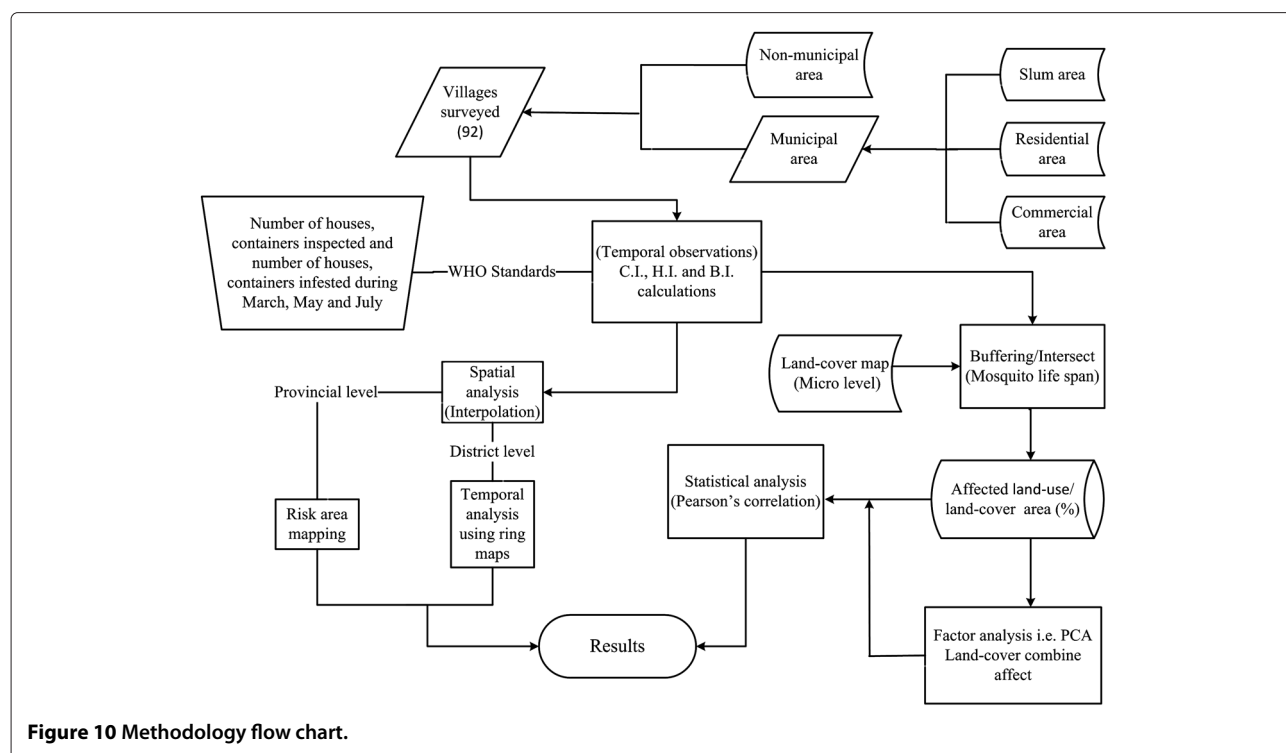 Non-municipal
area
Slum area
Villages
surveyed
(92)
Municipal
area
Residential
area
Commercial
area
Number of houses,
containers inspected and
number of houses,
containers infested during
March, May and July
WHO Standards
(Temporal observations)
C.I., H.I. and B.I.
calculations
Land-cover map
(Micro level)
Buffering/Intersect
(Mosquito life span)
Provincial level
Spatial
analysis
(Interpolation)
District level
Statistical analysis
(Pearson's correlation)
Affected land-use/
land-cover area (%)
Risk area
mapping
Temporal
analysis
using ring
maps
Results
Factor analysis i.e. PCA
Land-cover combine
affect
Figure 10 Methodology flow chart.